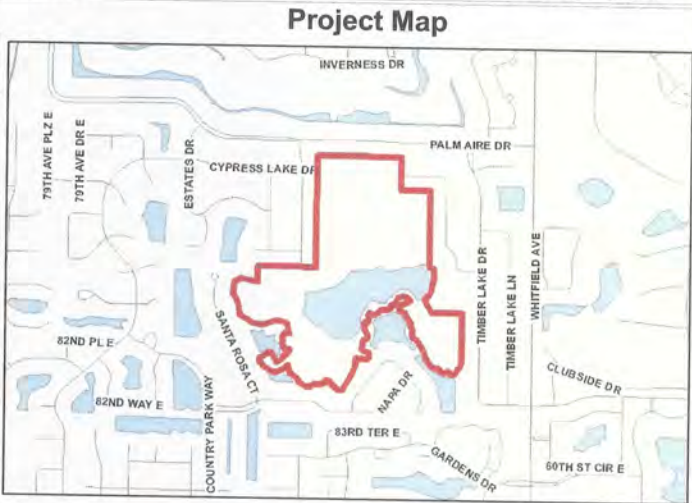 Project Map
INVERNESS DR
79TH AVE PLZ E
79TH AVE DR E
ESTATES DR
PALM AIRE DR
CYPRESS LAKE DR
TIMBER LAKE DR
TIMBER LAKE LN
WHITFIELD AVE
SANTA ROSA CT
82ND PL E
CLUBSIDE DR
NAPA DR
82ND WAY E
COUNTRY PARK WAY
83RD TER E
GARDENS DR
60TH ST CIR E